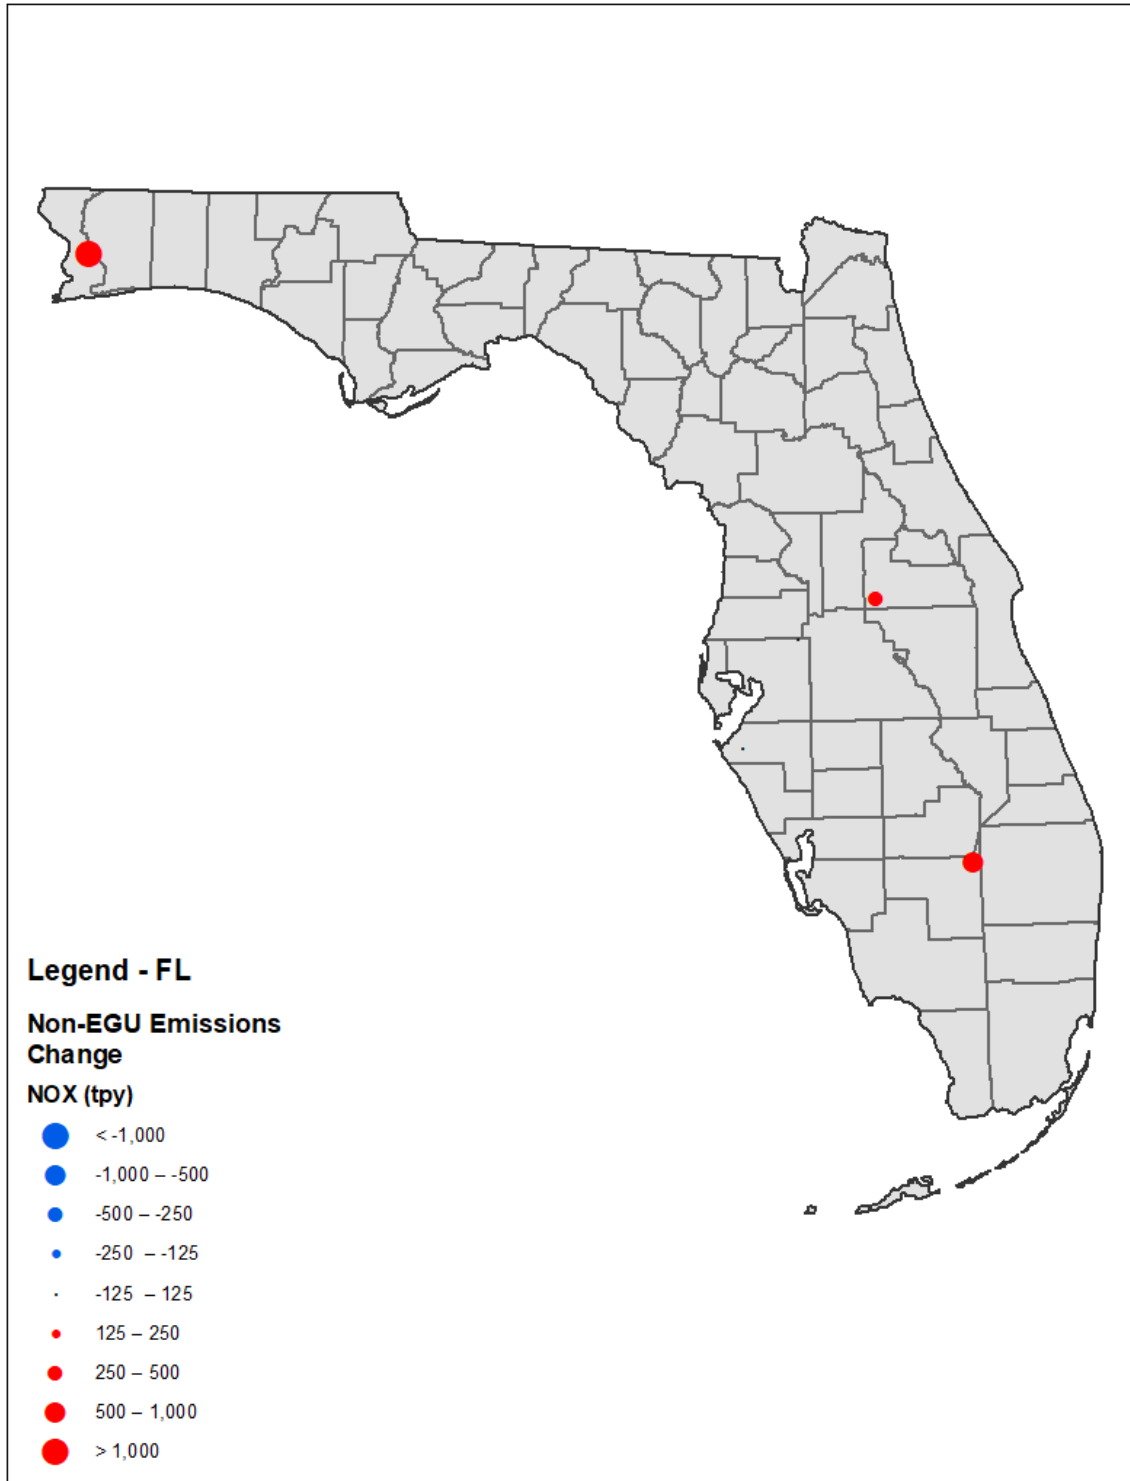 Legend - FL
Non-EGU Emissions
Change
NOX (tpy)
< -1,000
-1,000 – -500
-500 – -250
-250 – -125
-125 – 125
125 – 250
250 – 500
500 – 1,000
> 1,000